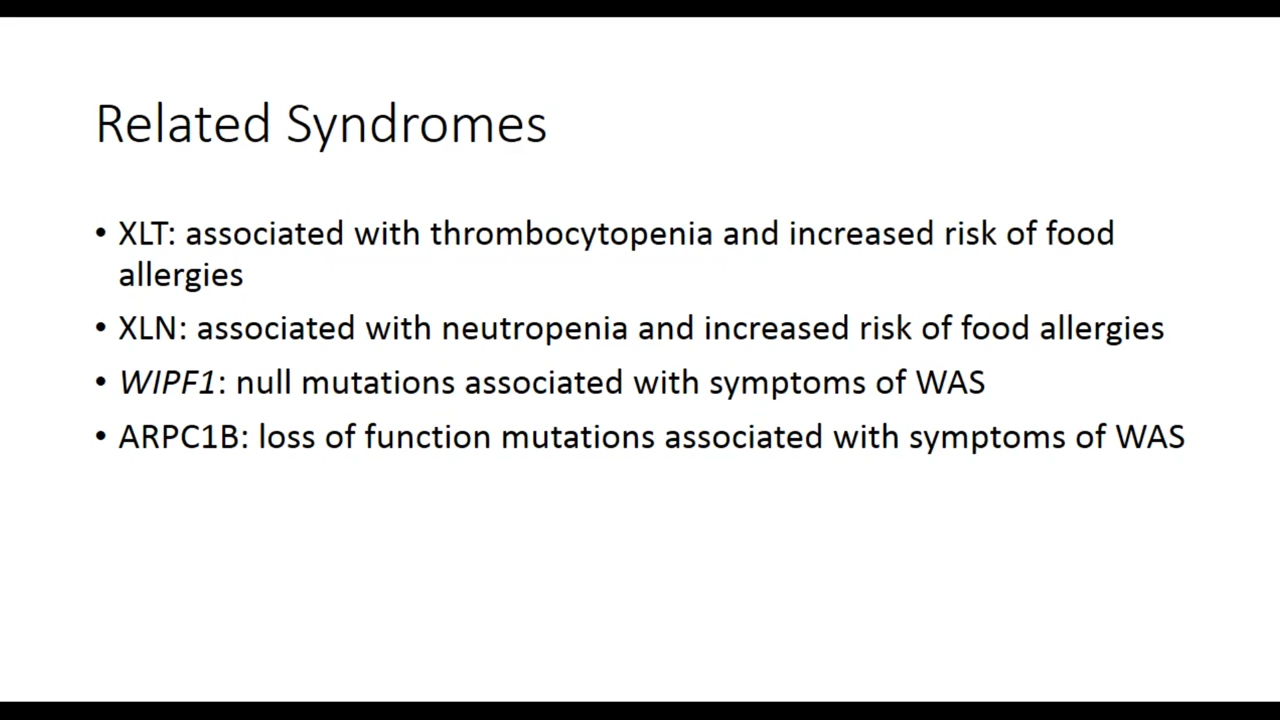 Related Syndromes
• XLT: associated with thrombocytopenia and increased risk of food
allergies
• XLN: associated with neutropenia and increased risk of food allergies
• WIPF1: null mutations associated with symptoms of WAS
• ARPC1B: loss of function mutations associated with symptoms of WAS